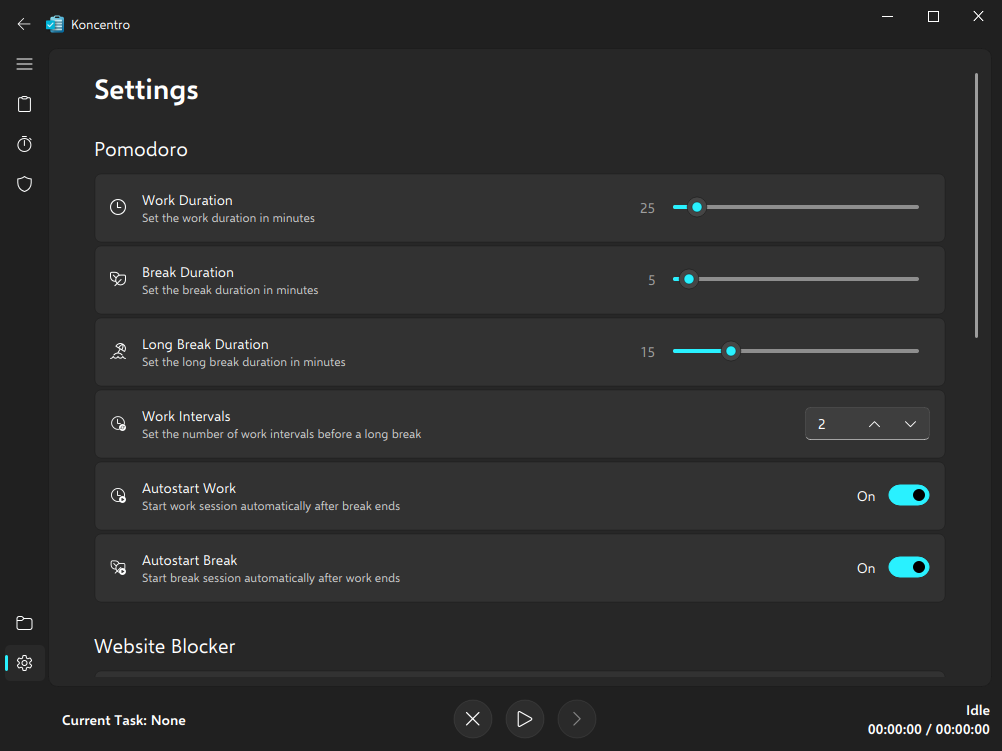 Koncentro
Settings
Pomodoro
Work Duration
Set the work duration in minutes
25
Break Duration
Set the break duration in minutes
5
Long Break Duration
Set the long break duration in minutes
15
Work Intervals
Set the number of work intervals before a long break
2
Autostart Work
Start work session automatically after break ends
On
Autostart Break
Start break session automatically after work ends
On
Website Blocker
Current Task: None
Idle
00:00:00 / 00:00:00